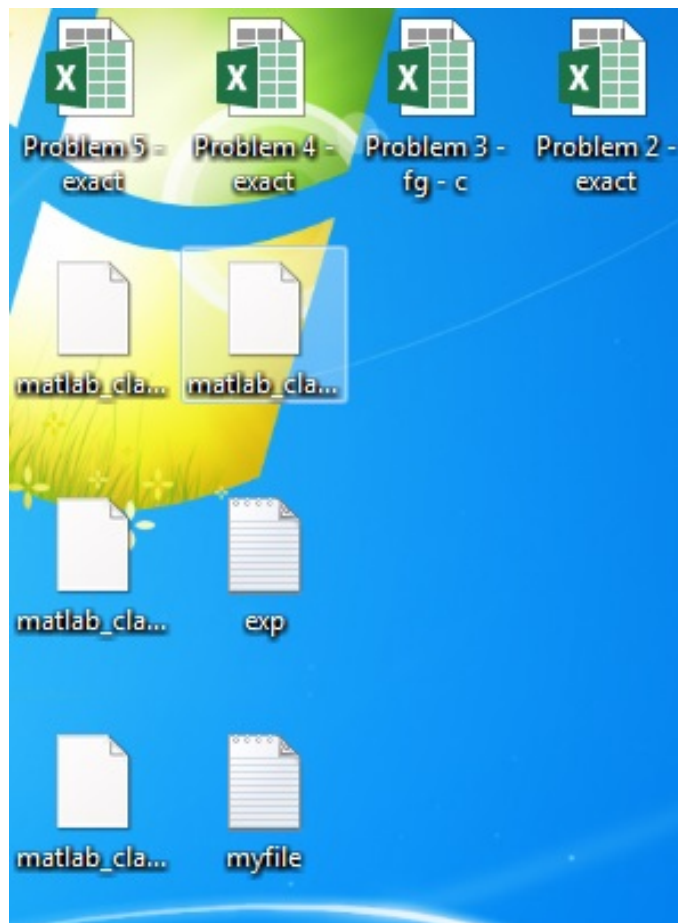 Problem 5 -
exact
Problem 4 -
exact
Problem 3 -
fg - c
Problem 2 -
exact
matlab_cla...
matlab_cla...
matlab_cla...
exp
matlab_cla...
myfile